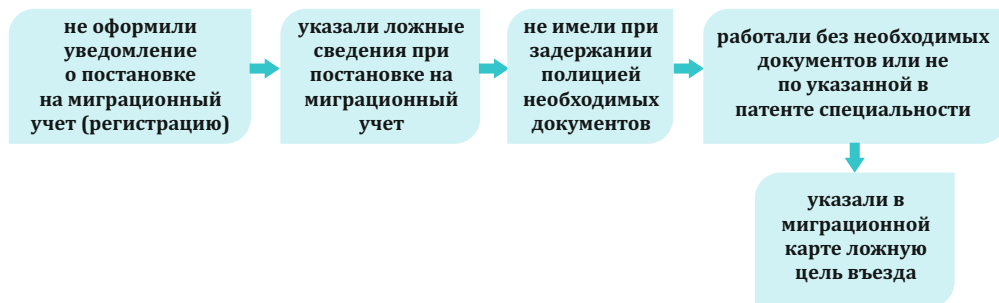 не оформили
уведомление
о постановке
на миграционный
учет (регистрацию)
указали ложные
сведения при
постановке на
миграционный
учет
не имели при
задержании
полицией
необходимых
документов
работали без необходимых
документов или не
по указанной в
патенте специальности
указали в
миграционной
карте ложную
цель въезда